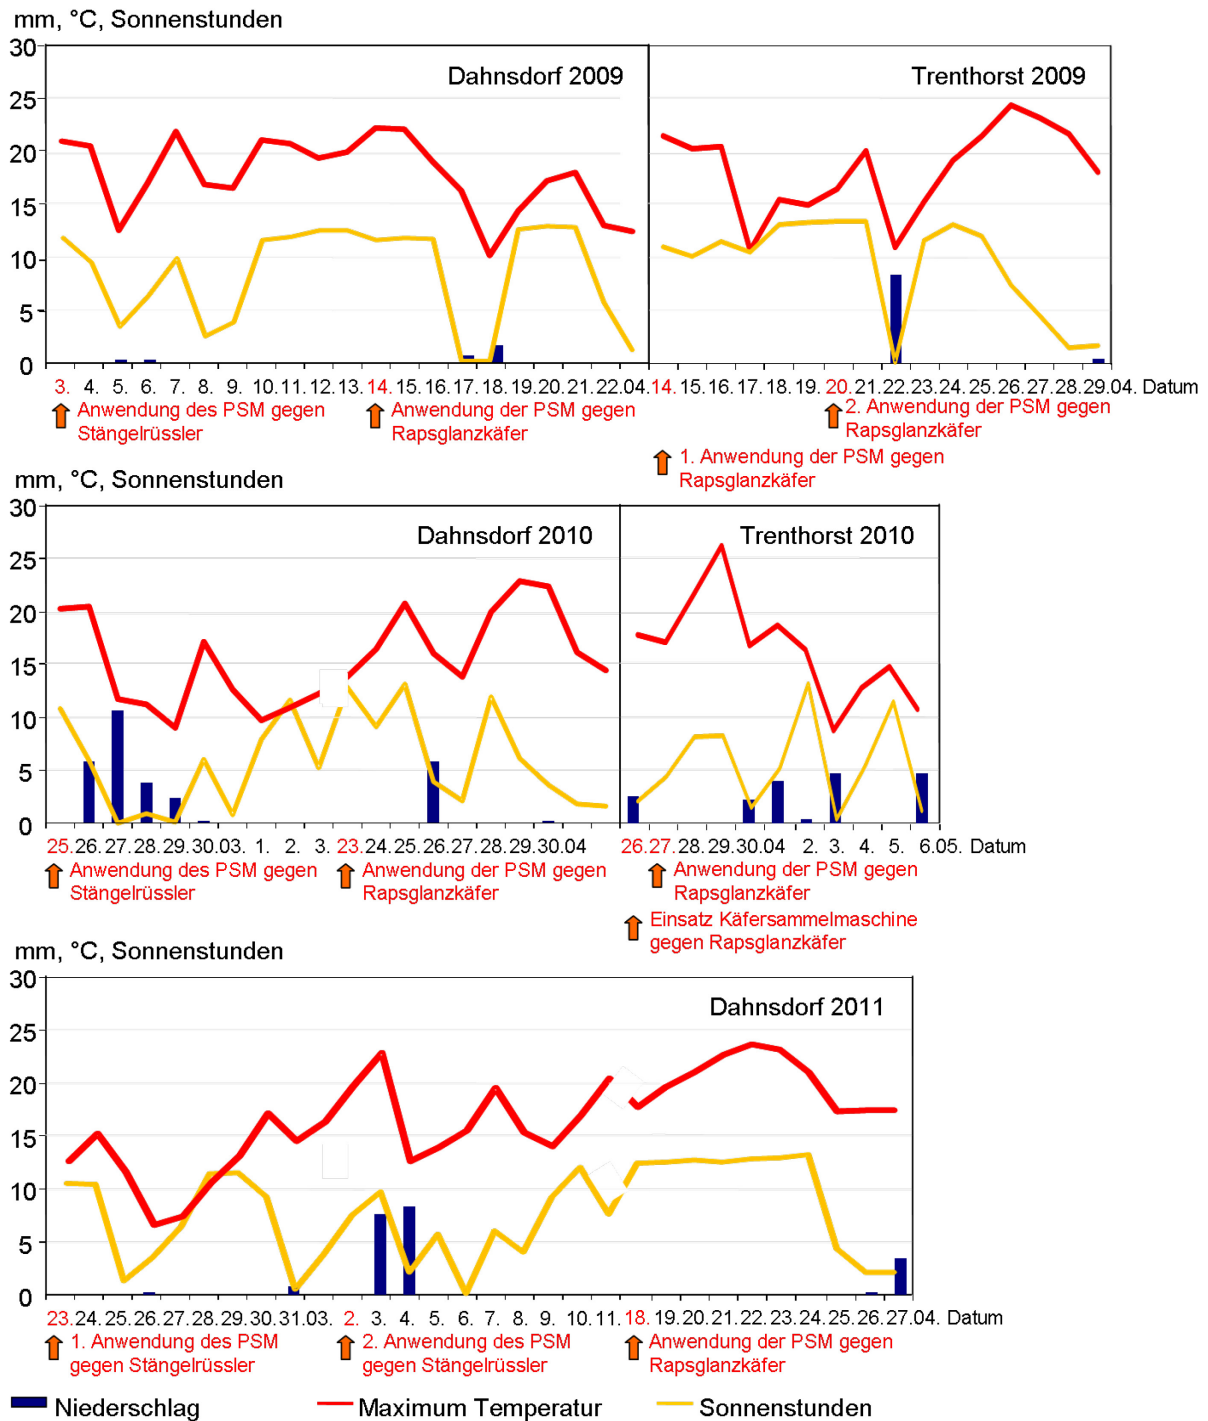 mm, °C, Sonnenstunden
30
25
20
15
10
5
0
Dahnsdorf 2009
Trenthorst 2009
3. 4. 5. 6. 7. 8. 9. 10. 11. 12. 13. 14. 15. 16. 17. 18. 19. 20. 21. 22.04. 14. 15. 16. 17. 18. 19. 20. 21. 22. 23. 24. 25. 26. 27. 28. 29.04. Datum
Anwendung des PSM gegen
Stängelrüssler
Anwendung der PSM gegen
Rapsglanzkäfer
2. Anwendung der PSM gegen
Rapsglanzkäfer
1. Anwendung der PSM gegen
Rapsglanzkäfer
mm, °C, Sonnenstunden
30
25
20
15
10
5
0
Dahnsdorf 2010
Trenthorst 2010
25. 26. 27. 28. 29. 30.03. 1. 2. 3. 23. 24. 25. 26. 27. 28. 29. 30.04 26. 27. 28. 29. 30.04 2. 3. 4. 5. 6.05. Datum
Anwendung des PSM gegen
Stängelrüssler
Anwendung der PSM gegen
Rapsglanzkäfer
Anwendung der PSM gegen
Rapsglanzkäfer
Einsatz Käfersammelmaschine
gegen Rapsglanzkäfer
mm, °C, Sonnenstunden
30
25
20
15
10
5
0
Dahnsdorf 2011
23. 24. 25. 26. 27. 28. 29. 30. 31.03. 2. 3. 4. 5. 6. 7. 8. 9. 10. 11. 18. 19. 20. 21. 22. 23. 24. 25. 26. 27.04. Datum
1. Anwendung des PSM
gegen Stängelrüssler
2. Anwendung des PSM
gegen Stängelrüssler
Anwendung der PSM gegen
Rapsglanzkäfer
Niederschlag
Maximum Temperatur
Sonnenstunden